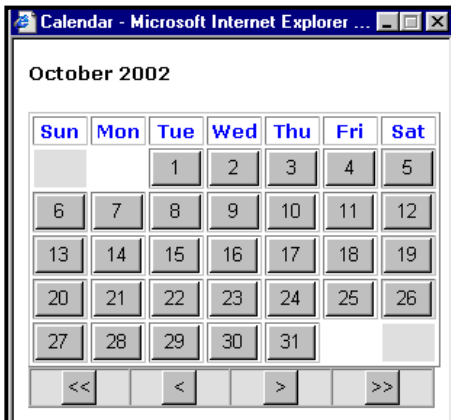 Calendar - Microsoft Internet Explor ...
October 2002
Sun Mon Tue Wed Thu Fri Sat
1 2 3 4 5
6 7 8 9 10 11 12
13 14 15 16 17 18 19
20 21 22 23 24 25 26
27 28 29 30 31
<< < > >>